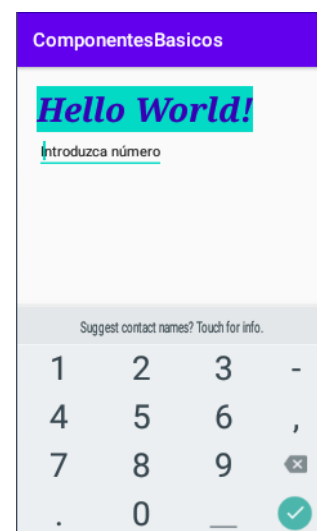 ComponentesBasicos
Hello World!
Introduzca número
Suggest contact names? Touch for info.
1 2 3 -
4 5 6 ,
7 8 9
. 0 _